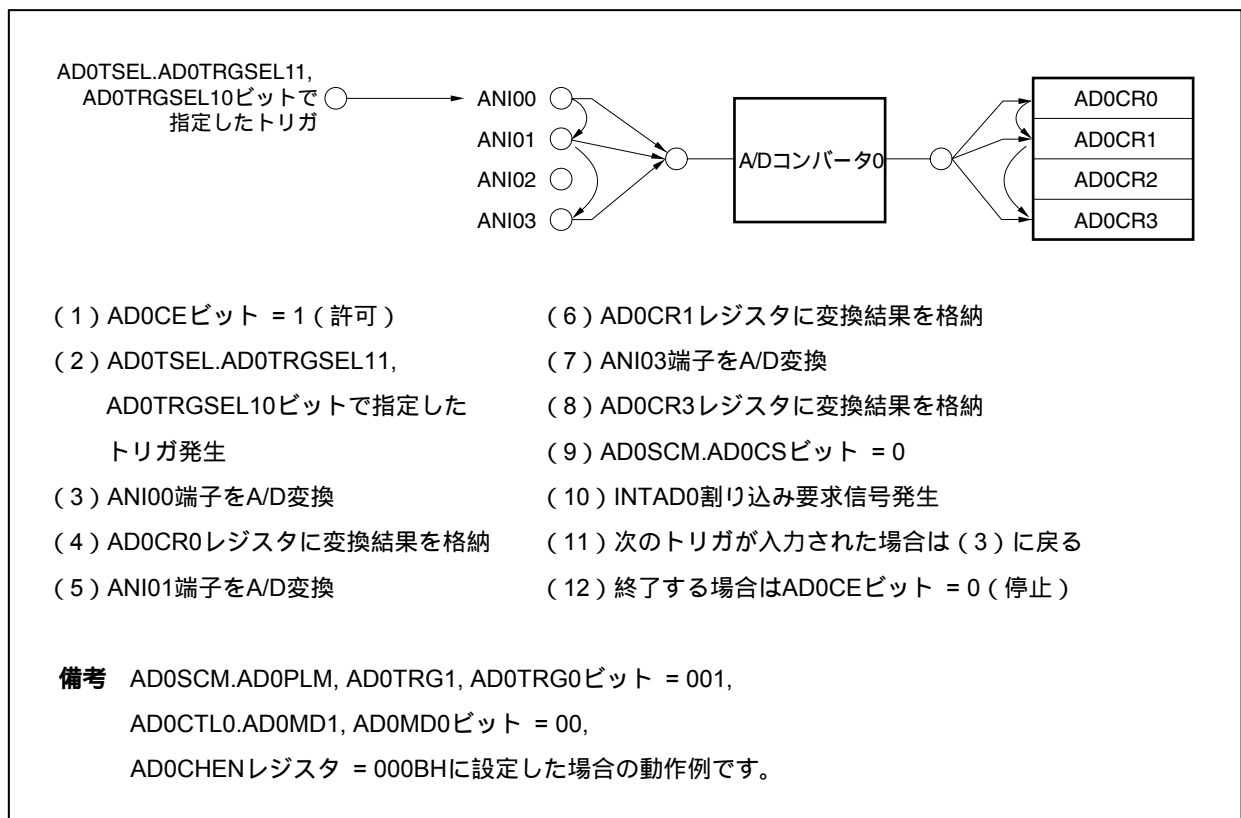 AD0TSEL.AD0TRGSEL11,
AD0TRGSEL10ビットで
指定したトリガ
ANI00
ANI01
ANI02
ANI03
A/Dコンバータ0
AD0CR0
AD0CR1
AD0CR2
AD0CR3
（1）AD0CEビット = 1（許可）
（2）AD0TSEL.AD0TRGSEL11,
AD0TRGSEL10ビットで指定した
トリガ発生
（3）ANI00端子をA/D変換
（4）AD0CR0レジスタに変換結果を格納
（5）ANI01端子をA/D変換
（6）AD0CR1レジスタに変換結果を格納
（7）ANI03端子をA/D変換
（8）AD0CR3レジスタに変換結果を格納
（9）AD0SCM.AD0CSビット = 0
（10）INTAD0割り込み要求信号発生
（11）次のトリガが入力された場合は（3）に戻る
（12）終了する場合はAD0CEビット = 0（停止）
備考 AD0SCM.AD0PLM, AD0TRG1, AD0TRG0ビット = 001,
AD0CTL0.AD0MD1, AD0MD0ビット = 00,
AD0CHENレジスタ = 000BHに設定した場合の動作例です。